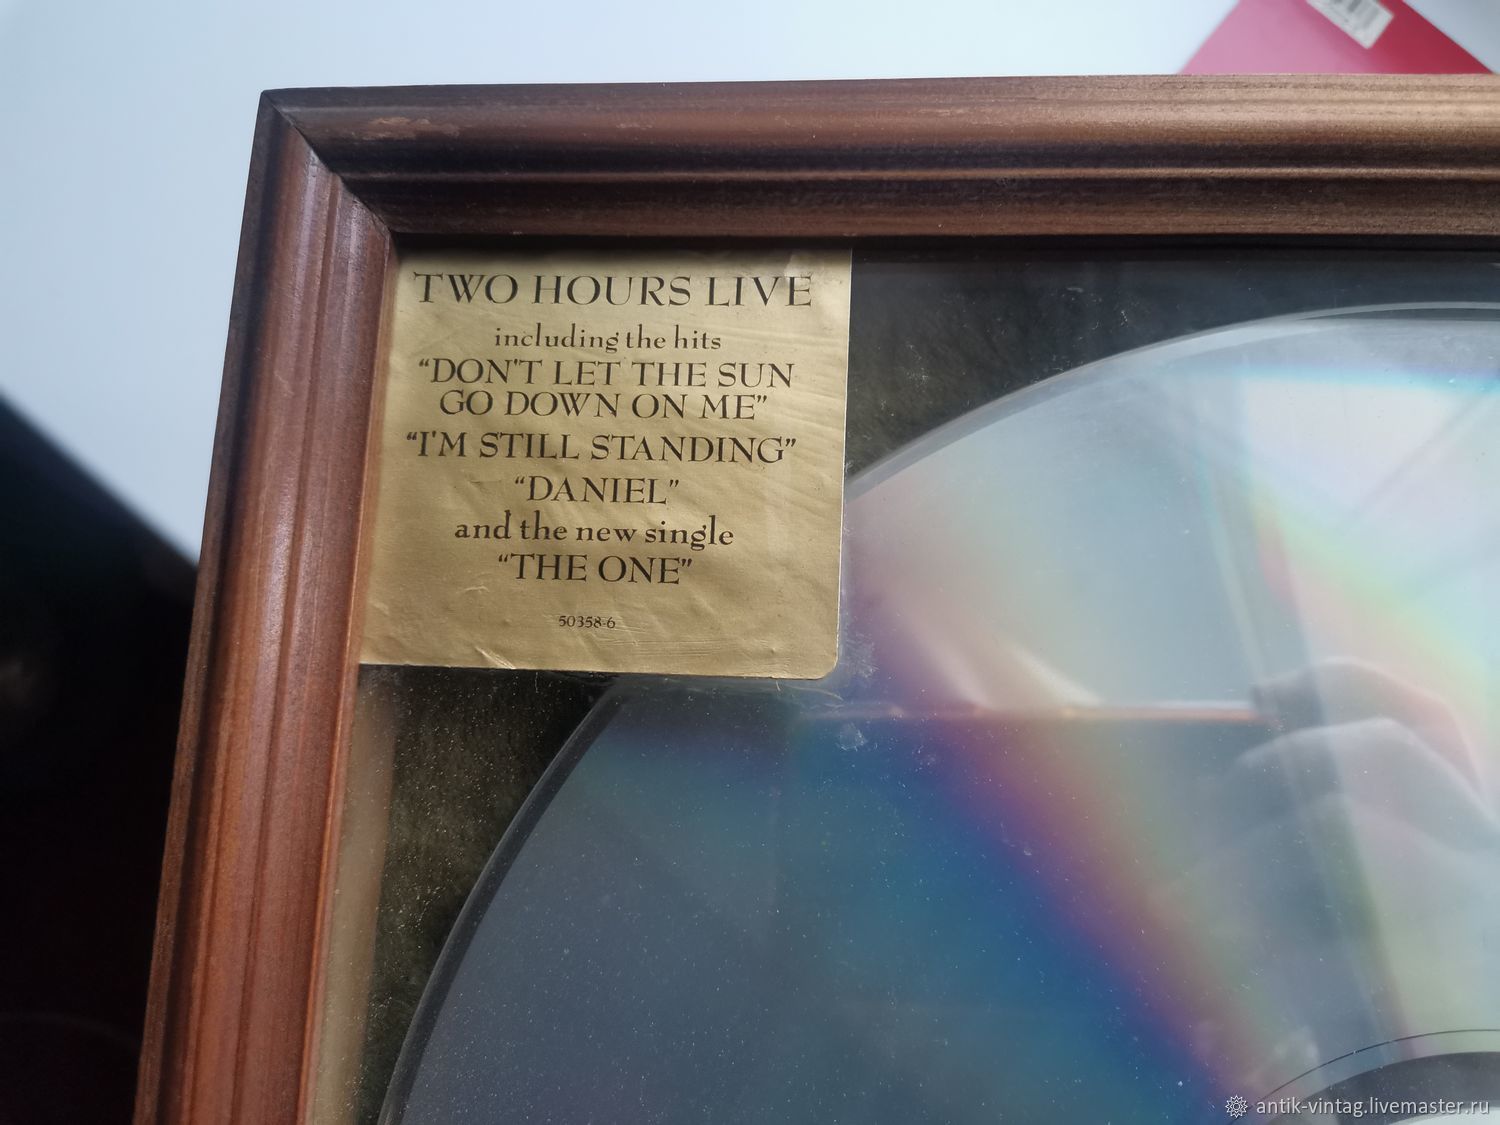 TWO HOURS LIVE
including the hits
“DON'T LET THE SUN
GO DOWN ON ME”
“I'M STILL STANDING”
“DANIEL”
and the new single
“THE ONE”
50358-6
antik-vintag.livemaster.ru